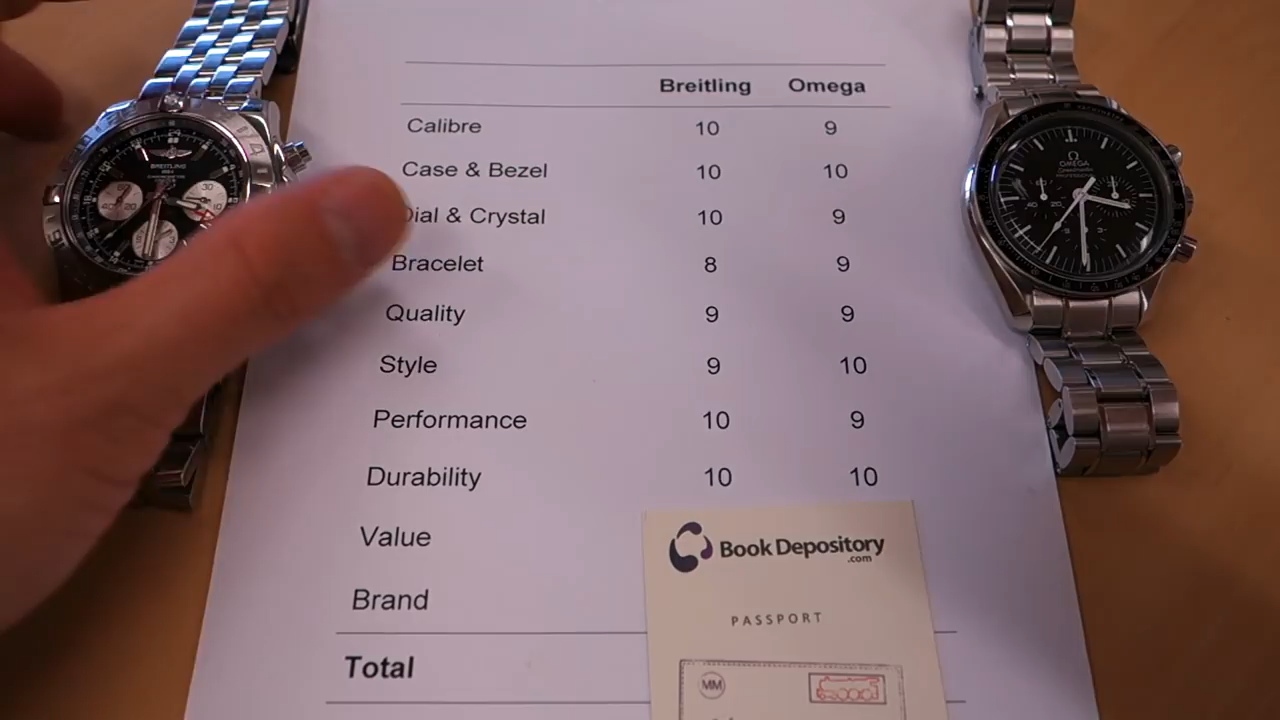 Breitling Omega
Calibre 10 9
Case & Bezel 10 10
Dial & Crystal 10 9
Bracelet 8 9
Quality 9 9
Style 9 10
Performance 10 9
Durability 10 10
Value
Brand
Total
Book Depository
.com
PASSPORT
MM
BREITLING
OMEGA
Speedmaster
PROFESSIONAL